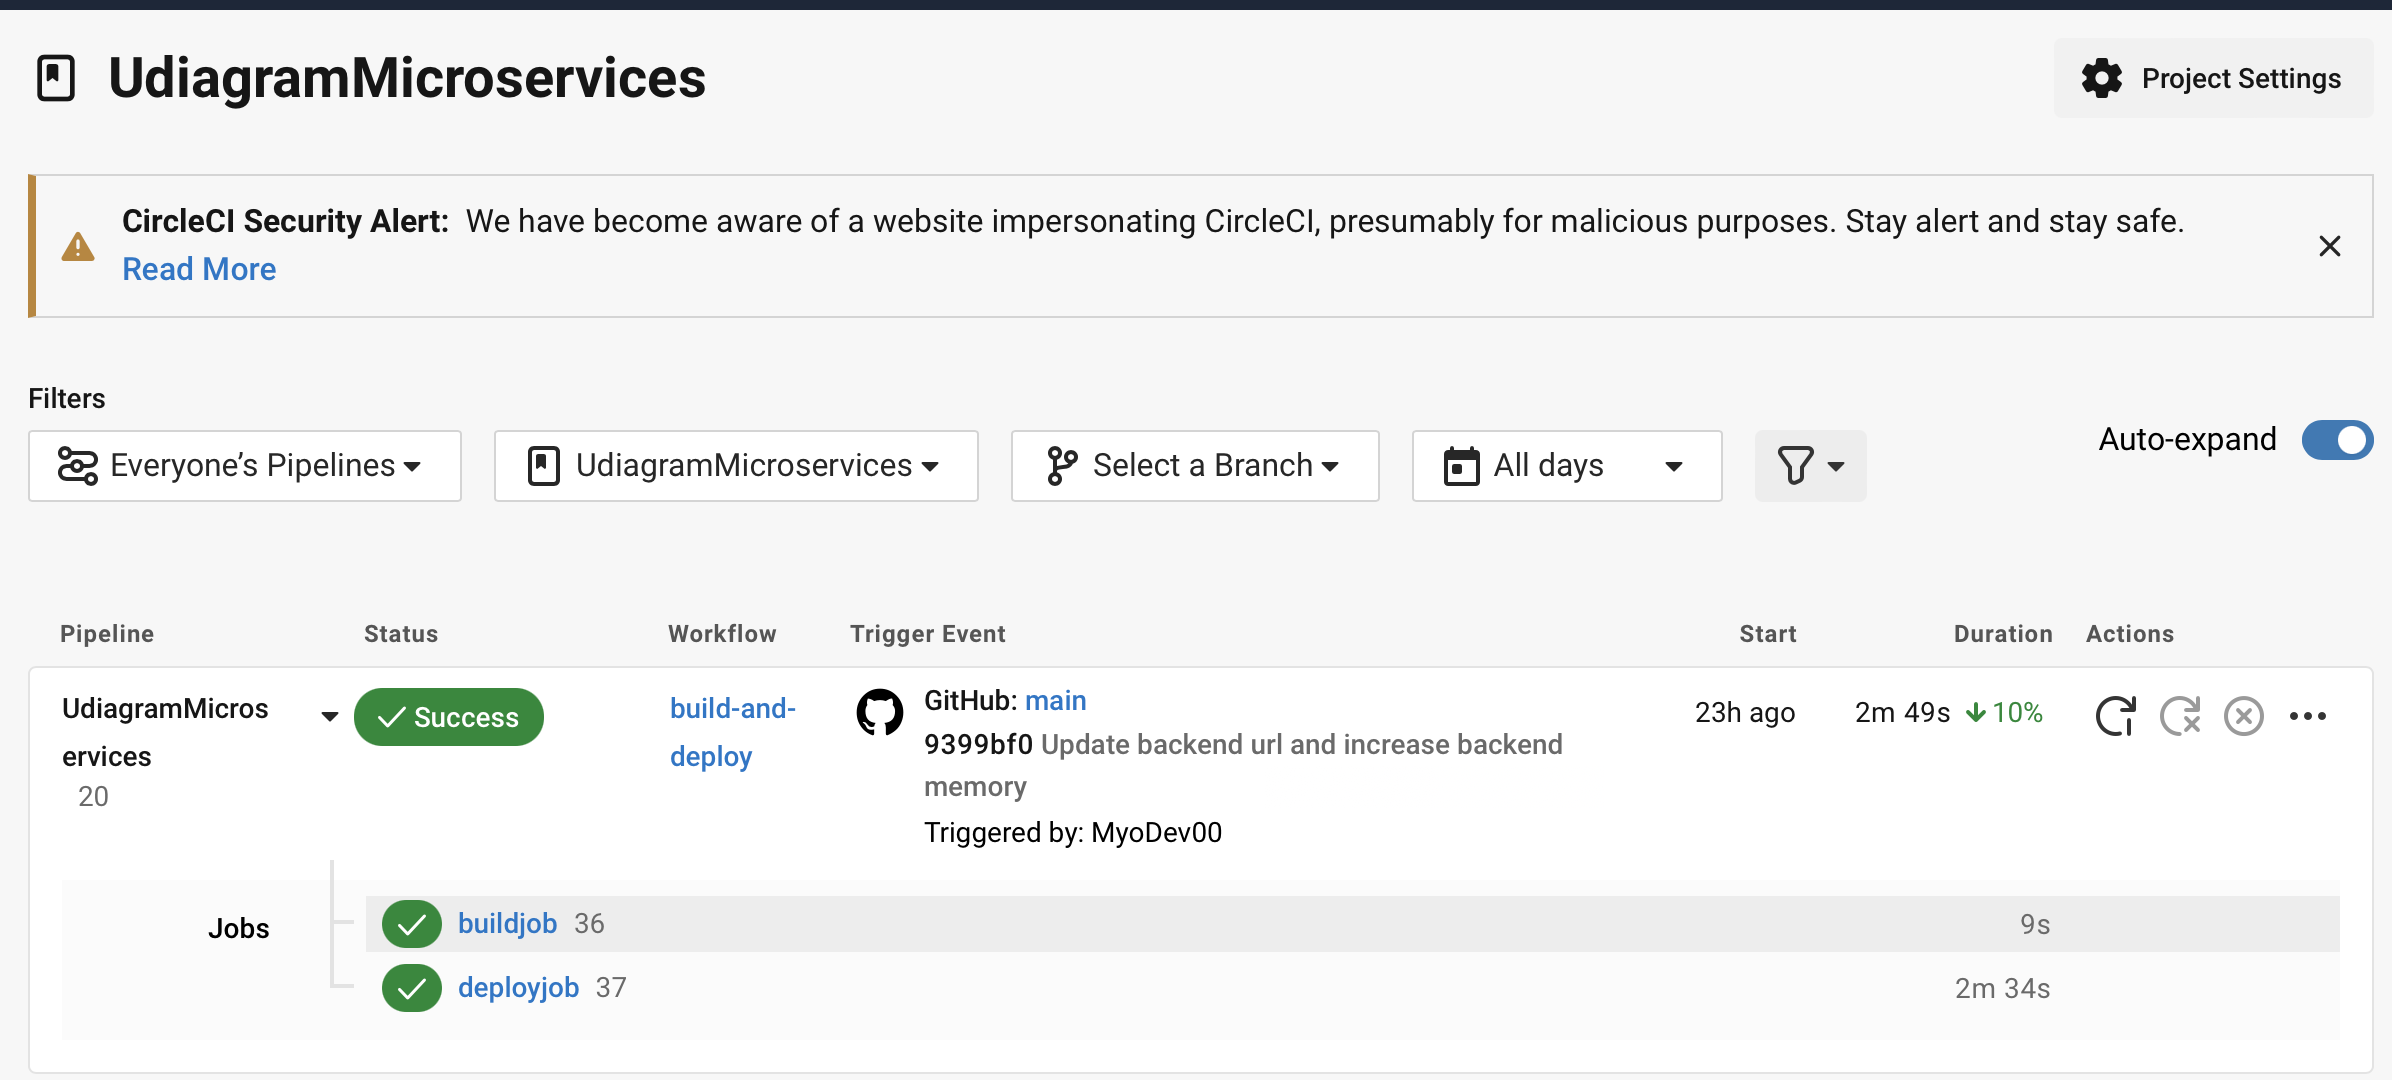 UdiagramMicroservices
Project Settings
CircleCI Security Alert: We have become aware of a website impersonating CircleCI, presumably for malicious purposes. Stay alert and stay safe.
Read More
Filters
Everyone’s Pipelines
UdiagramMicroservices
Select a Branch
All days
Auto-expand
Pipeline Status Workflow Trigger Event Start Duration Actions
UdiagramMicros
ervices
20
Success
build-and-
deploy
GitHub: main
9399bf0 Update backend url and increase backend
memory
Triggered by: MyoDev00
23h ago
2m 49s 10%
Jobs
buildjob 36 9s
deployjob 37 2m 34s